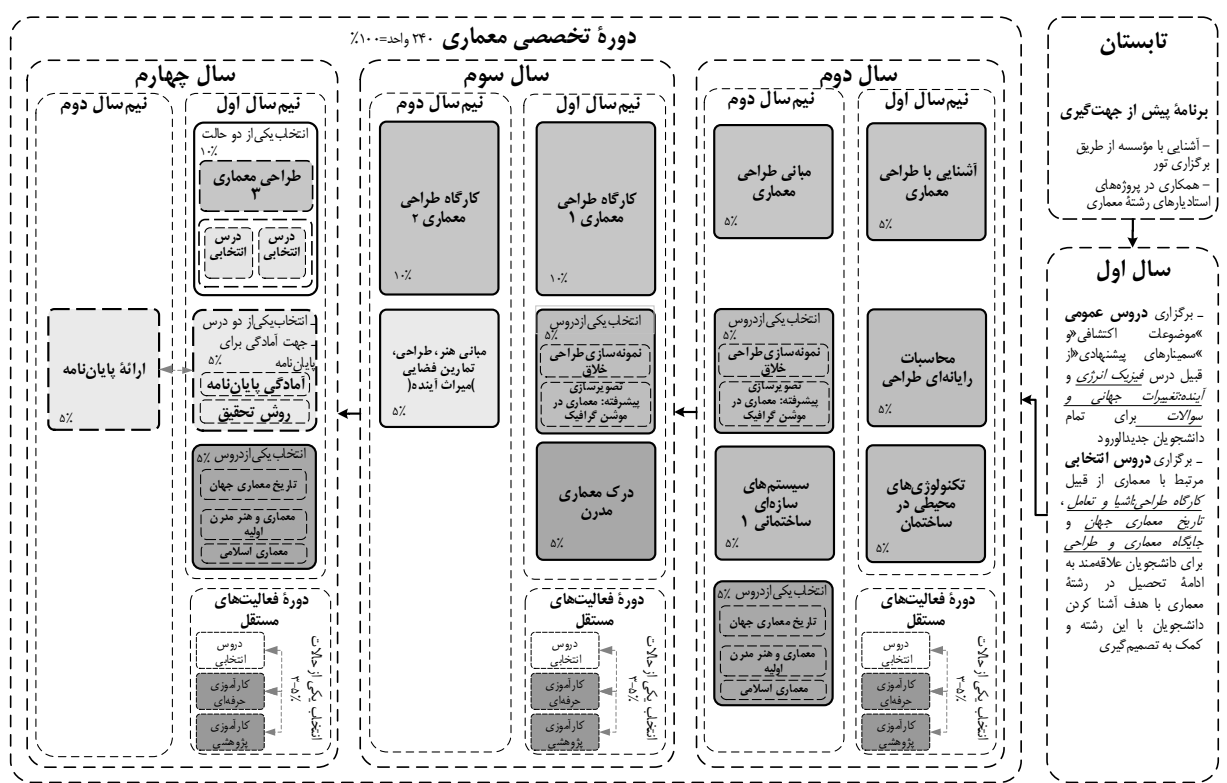 دورهٔ تخصصی معماری ۲۴۰ واحد=۱۰۰٪
تابستان
برنامهٔ پیش از جهت‌گیری
- آشنایی با مؤسسه از طریق
برگزاری تور
- همکاری در پروژه‌های
استادیارهای رشتهٔ معماری
سال اول
- برگزاری دروس عمومی
»موضوعات اکتشافی«و
»سمینارهای پیشنهادی«از
قبیل درس فیزیک انرژی و
آینده:تغییرات جهانی و
سوالات برای تمام
دانشجویان جدیدالورود
- برگزاری دروس انتخابی
مرتبط با معماری از قبیل
کارگاه طراحی:اشیا و تعامل ،
تاریخ معماری جهان و
جایگاه معماری و طراحی
برای دانشجویان علاقه‌مند به
ادامهٔ تحصیل در رشتهٔ
معماری با هدف آشنا کردن
دانشجویان با این رشته و
کمک به تصمیم‌گیری
سال دوم
نیم‌سال اول
آشنایی با طراحی
معماری
۵٪
محاسبات
رایانه‌ای طراحی
۵٪
تکنولوژی‌های
محیطی در
ساختمان
۵٪
دورهٔ فعالیت‌های
مستقل
دروس
انتخابی
کارآموزی
حرفه‌ای
کارآموزی
پژوهشی
انتخاب یکی از حالات
۳-۵٪
نیم‌سال دوم
مبانی طراحی
معماری
۵٪
انتخاب‌یکی‌ازدروس
۵٪
نمونه‌سازی‌طراحی
خلاق
تصویرسازی
پیشرفته: معماری در
موشن گرافیک
سیستم‌های
سازه‌ای
ساختمانی ۱
۵٪
انتخاب‌یکی‌ازدروس ۵٪
تاریخ معماری جهان
معماری و هنر مدرن
اولیه
معماری اسلامی
سال سوم
نیم‌سال اول
کارگاه طراحی
معماری ۱
۱۰٪
انتخاب‌یکی‌ازدروس
۵٪
نمونه‌سازی‌طراحی
خلاق
تصویرسازی
پیشرفته: معماری در
موشن گرافیک
درک معماری
مدرن
۵٪
دورهٔ فعالیت‌های
مستقل
دروس
انتخابی
کارآموزی
حرفه‌ای
کارآموزی
پژوهشی
انتخاب یکی از حالات
۳-۵٪
نیم‌سال دوم
کارگاه طراحی
معماری ۲
۱۰٪
مبانی هنر، طراحی،
تمارین فضایی
)میراث آینده(
۵٪
سال چهارم
نیم‌سال اول
انتخاب‌یکی‌از دو حالت
۱۰٪
طراحی معماری
۳
درس
انتخابی
درس
انتخابی
- انتخاب‌یکی‌از دو درس
جهت آمادگی برای
پایان‌نامه
۵٪
آمادگی پایان‌نامه
روش تحقیق
انتخاب‌یکی‌ازدروس ۵٪
تاریخ معماری جهان
معماری و هنر مدرن
اولیه
معماری اسلامی
دورهٔ فعالیت‌های
مستقل
دروس
انتخابی
کارآموزی
حرفه‌ای
کارآموزی
پژوهشی
انتخاب یکی از حالات
۳-۵٪
نیم‌سال دوم
ارائهٔ پایان‌نامه
۵٪